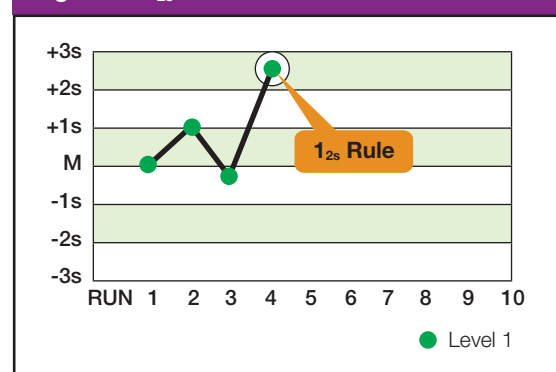 +3s
+2s
+1s
1₂ₛ Rule
M
-1s
-2s
-3s
RUN 1 2 3 4 5 6 7 8 9 10
Level 1